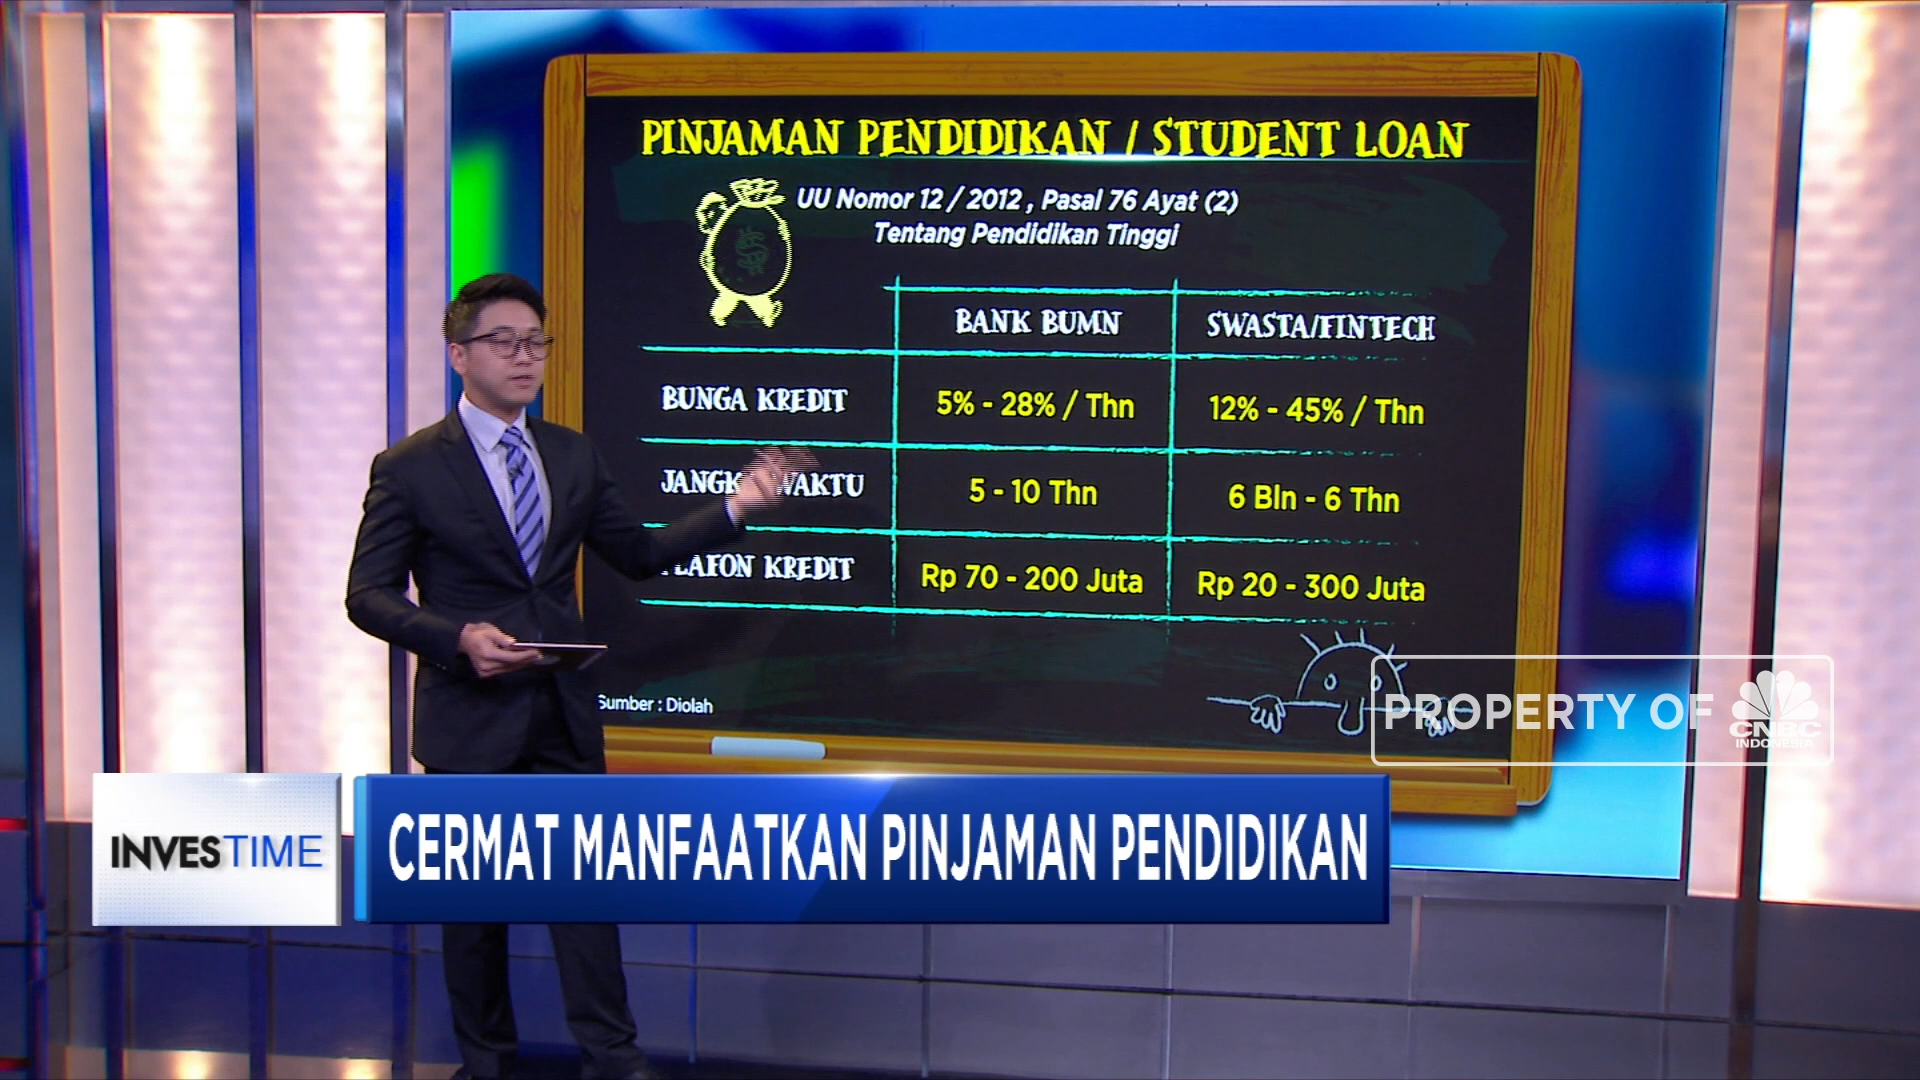 PINJAMAN PENDIDIKAN / STUDENT LOAN
UU Nomor 12 / 2012 , Pasal 76 Ayat (2)
Tentang Pendidikan Tinggi
BANK BUMN SWASTA/FINTECH
BUNGA KREDIT 5% - 28% / Thn 12% - 45% / Thn
WAKTU 5 - 10 Thn 6 Bln - 6 Thn
KREDIT Rp 70 - 200 Juta Rp 20 - 300 Juta
Sumber : Diolah
PROPERTY OF CNBC INDONESIA
INVESTIME
CERMAT MANFAATKAN PINJAMAN PENDIDIKAN